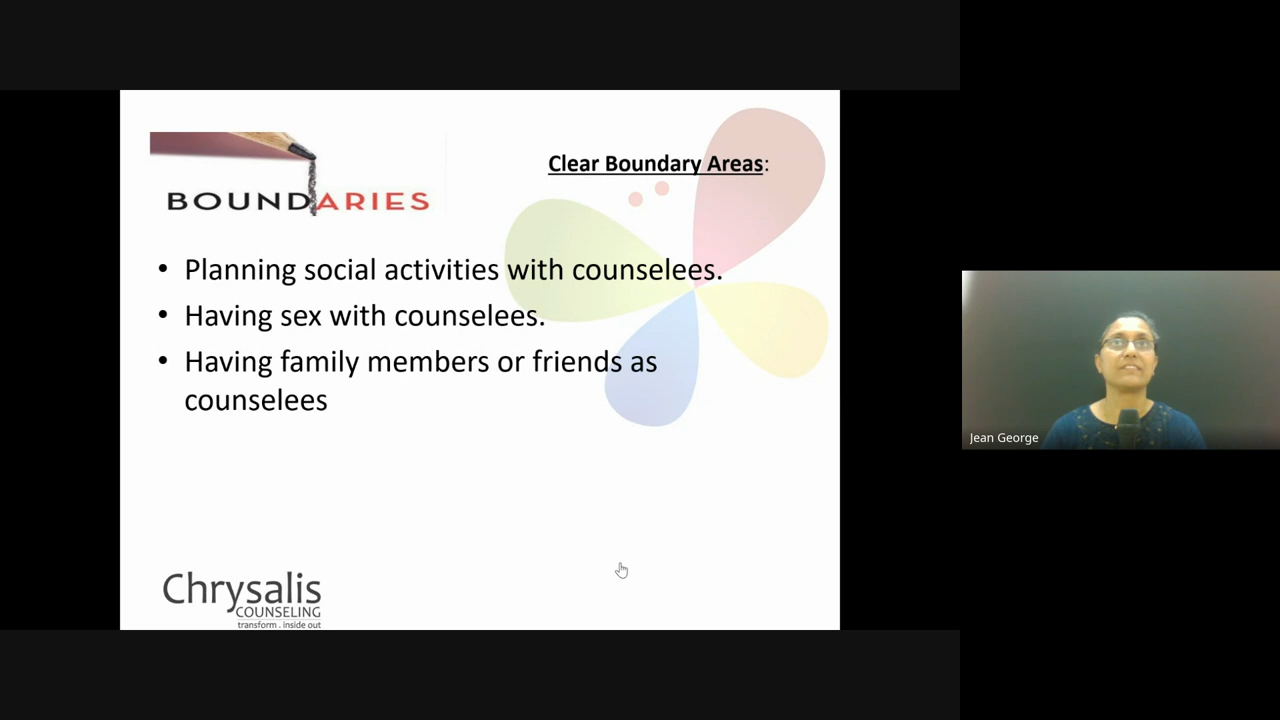 BOUNDARIES
Clear Boundary Areas:
• Planning social activities with counselees.
• Having sex with counselees.
• Having family members or friends as
counselees
Chrysalis
COUNSELING
transform . inside out
Jean George